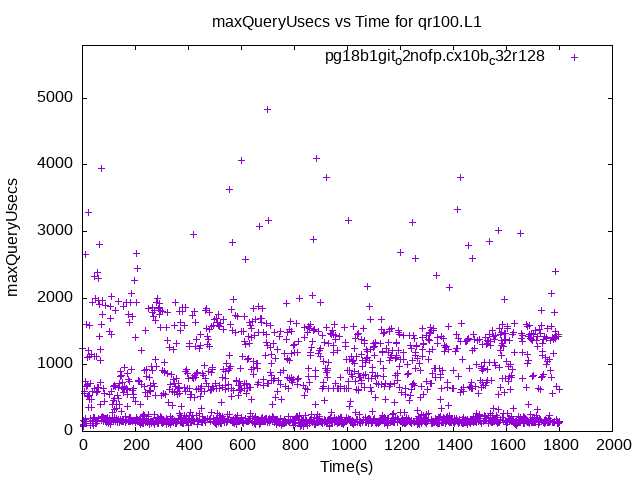 maxQueryUsecs vs Time for qr100.L1
pg18b1git_o2nofp.cx10b_c32r128
5000
4000
3000
2000
1000
0
maxQueryUsecs
0 200 400 600 800 1000 1200 1400 1600 1800 2000
Time(s)